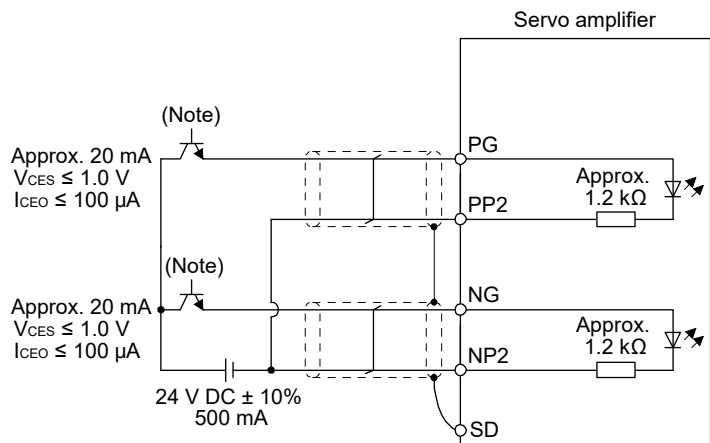 Servo amplifier
(Note)
Approx. 20 mA
VCES ≤ 1.0 V
ICEO ≤ 100 µA
PG
Approx.
1.2 kΩ
PP2
(Note)
Approx. 20 mA
VCES ≤ 1.0 V
ICEO ≤ 100 µA
NG
Approx.
1.2 kΩ
NP2
24 V DC ± 10%
500 mA
SD